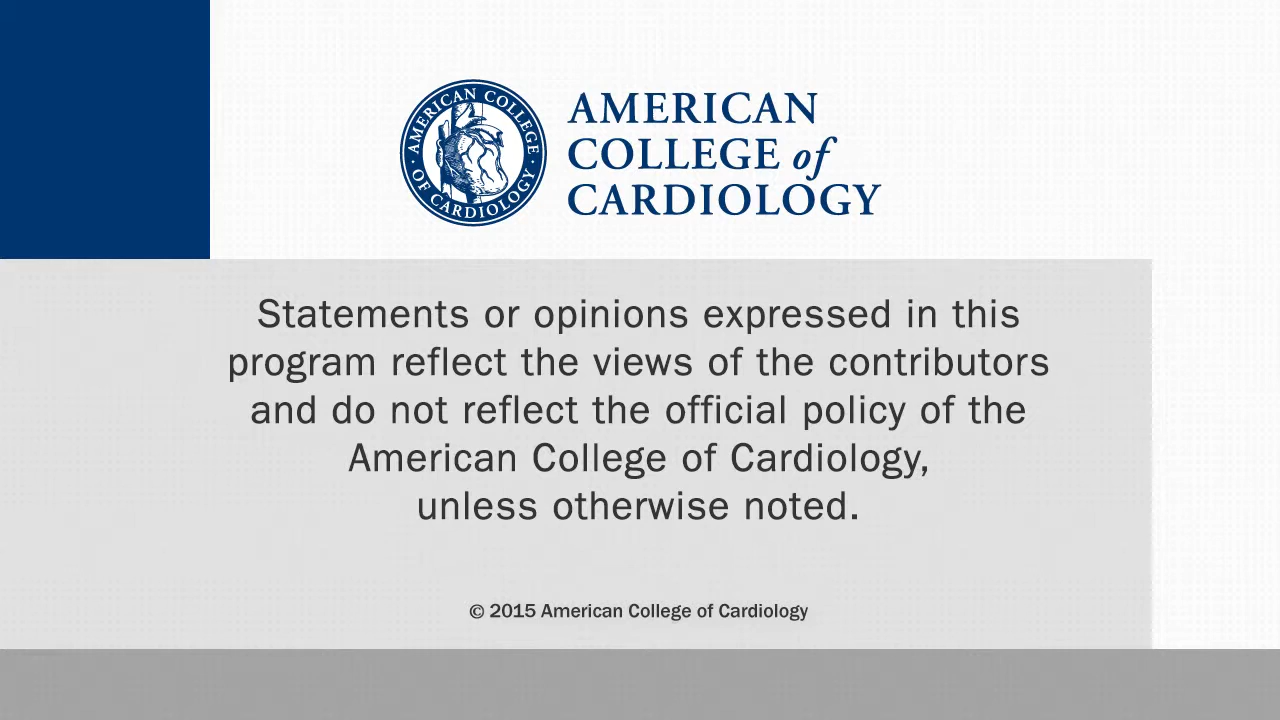 AMERICAN COLLEGE
OF CARDIOLOGY
AMERICAN
COLLEGE of
CARDIOLOGY
Statements or opinions expressed in this
program reflect the views of the contributors
and do not reflect the official policy of the
American College of Cardiology,
unless otherwise noted.
© 2015 American College of Cardiology